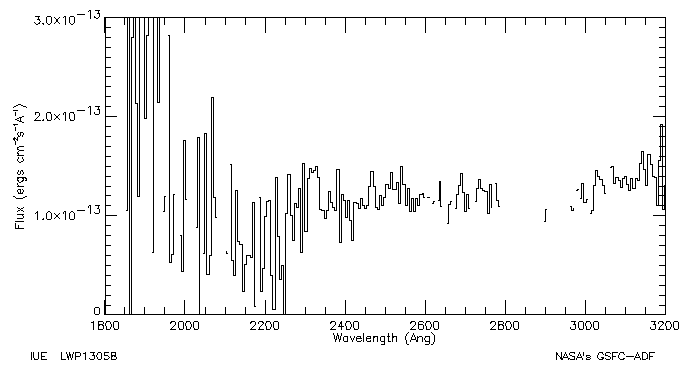 3.0×10⁻¹³
2.0×10⁻¹³
1.0×10⁻¹³
0
Flux (ergs cm⁻²s⁻¹A⁻¹)
1800 2000 2200 2400 2600 2800 3000 3200
Wavelength (Ang)
IUE LWP13058 NASA's GSFC-ADF